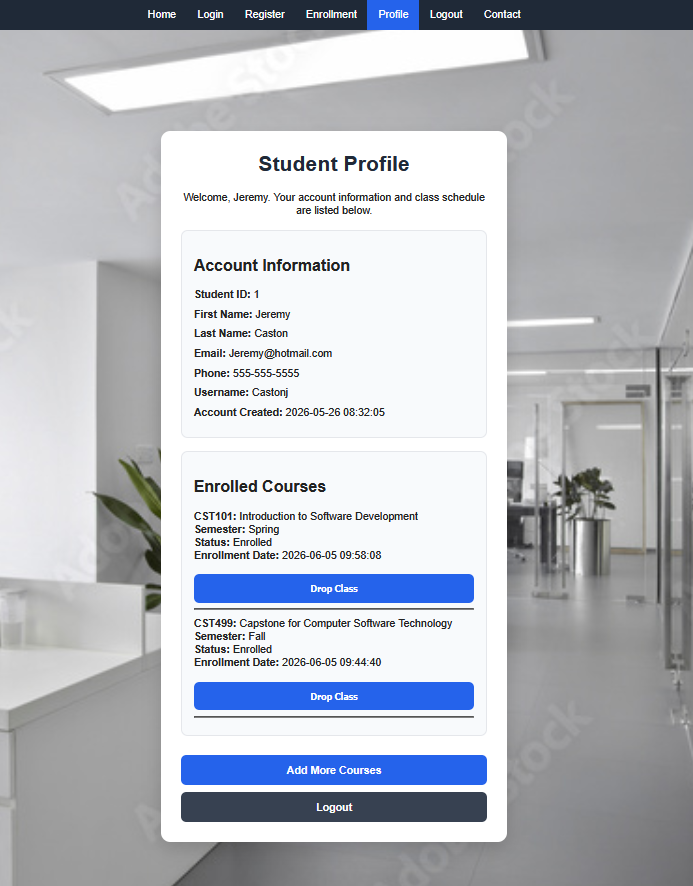 Home Login Register Enrollment Profile Logout Contact
Student Profile
Welcome, Jeremy. Your account information and class schedule
are listed below.
Account Information
Student ID: 1
First Name: Jeremy
Last Name: Caston
Email: Jeremy@hotmail.com
Phone: 555-555-5555
Username: Castonj
Account Created: 2026-05-26 08:32:05
Enrolled Courses
CST101: Introduction to Software Development
Semester: Spring
Status: Enrolled
Enrollment Date: 2026-06-05 09:58:08
Drop Class
CST499: Capstone for Computer Software Technology
Semester: Fall
Status: Enrolled
Enrollment Date: 2026-06-05 09:44:40
Drop Class
Add More Courses
Logout